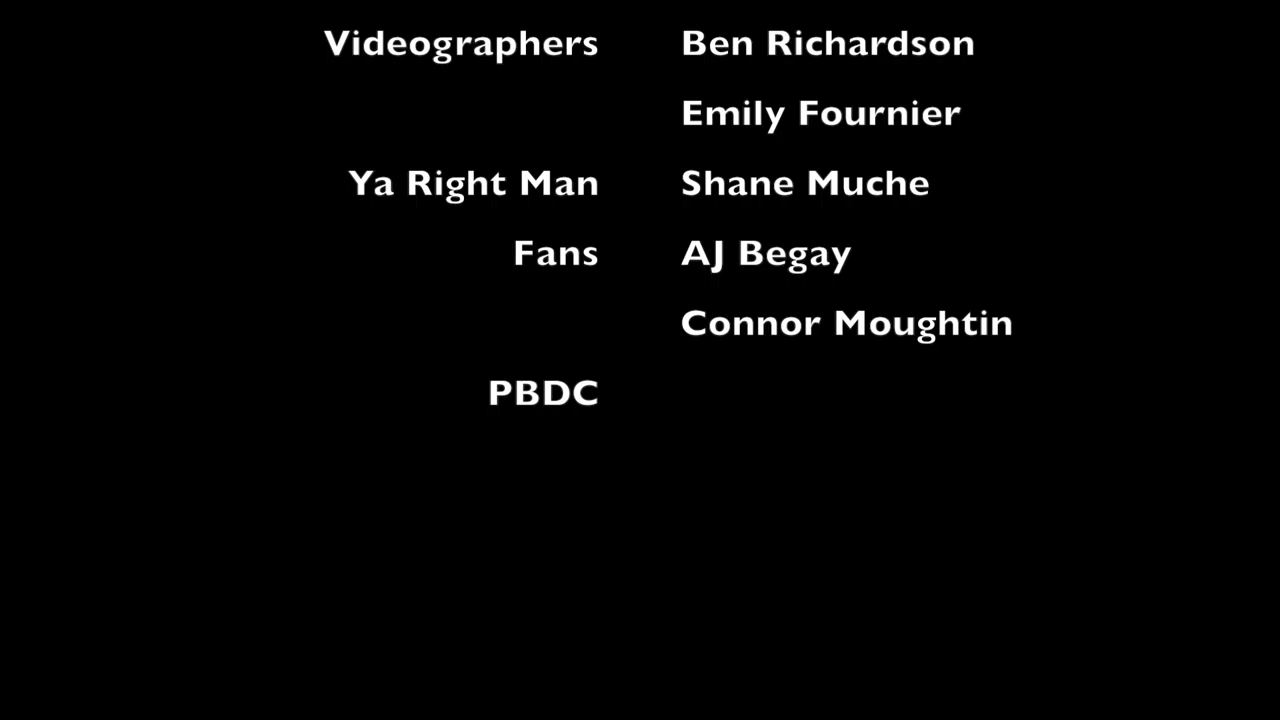 Videographers Ben Richardson
Emily Fournier
Ya Right Man Shane Muche
Fans AJ Begay
Connor Moughtin
PBDC